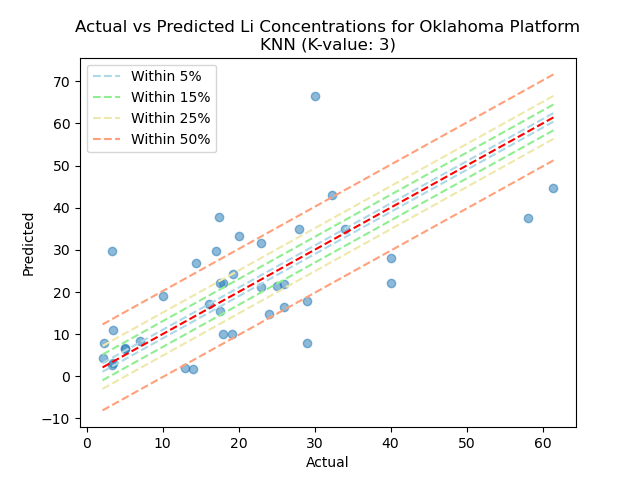 Actual vs Predicted Li Concentrations for Oklahoma Platform
KNN (K-value: 3)
Within 5%
Within 15%
Within 25%
Within 50%
Predicted
70
60
50
40
30
20
10
0
−10
0 10 20 30 40 50 60
Actual